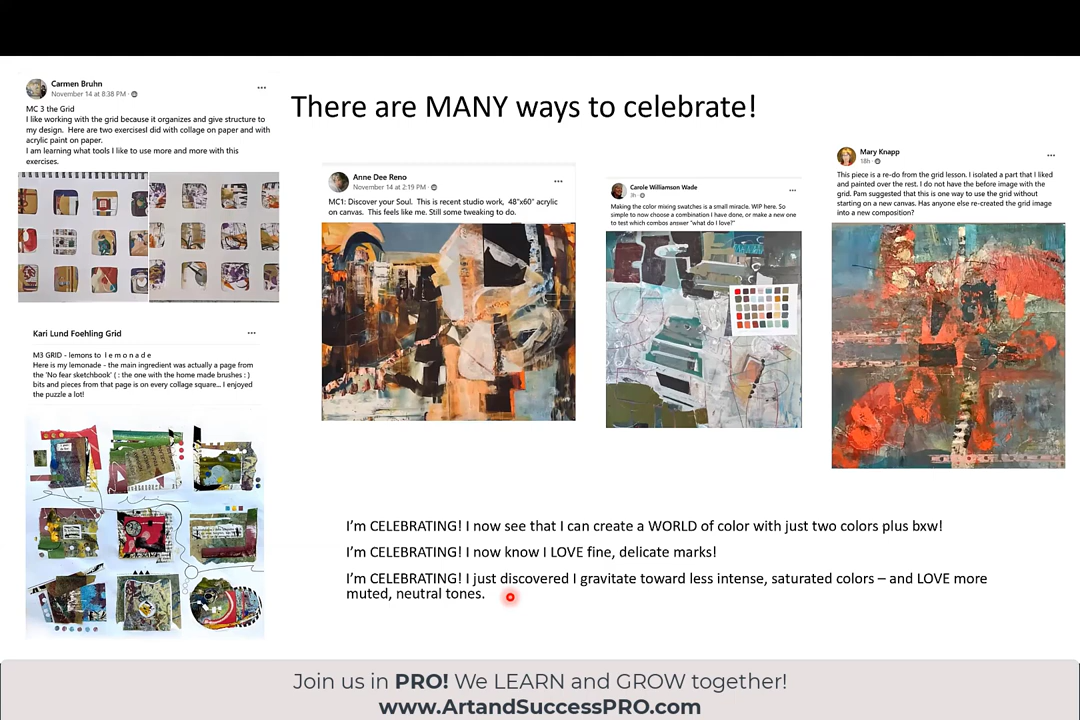 There are MANY ways to celebrate!
Carmen Bruhn
November 14 at 8:38 PM ·
MC 3 the Grid
I like working with the grid because it organizes and give structure to
my design. Here are two exercisesI did with collage on paper and with
acrylic paint on paper.
I am learning what tools I like to use more and more with this
exercises.
Kari Lund Foehling Grid
M3 GRID - lemons to l e m o n a d e
Here is my lemonade - the main ingredient was actually a page from
the 'No fear sketchbook' ( : the one with the home made brushes : )
bits and pieces from that page is on every collage square... I enjoyed
the puzzle a lot!
Anne Dee Reno
November 14 at 2:19 PM ·
MC1: Discover your Soul. This is recent studio work, 48"x60" acrylic
on canvas. This feels like me. Still some tweaking to do.
Carole Williamson Wade
Making the color mixing swatches is a small miracle. WIP here. So
simple to now choose a combination I have done, or make a new one
to test which combos answer "what do I love?"
Mary Knapp
18h ·
This piece is a re-do from the grid lesson. I isolated a part that I liked
and painted over the rest. I do not have the before image with the
grid. Pam suggested that this is one way to use the grid without
starting on a new canvas. Has anyone else re-created the grid image
into a new composition?
I'm CELEBRATING! I now see that I can create a WORLD of color with just two colors plus bxw!
I'm CELEBRATING! I now know I LOVE fine, delicate marks!
I'm CELEBRATING! I just discovered I gravitate toward less intense, saturated colors – and LOVE more
muted, neutral tones.
Join us in PRO! We LEARN and GROW together!
www.ArtandSuccessPRO.com